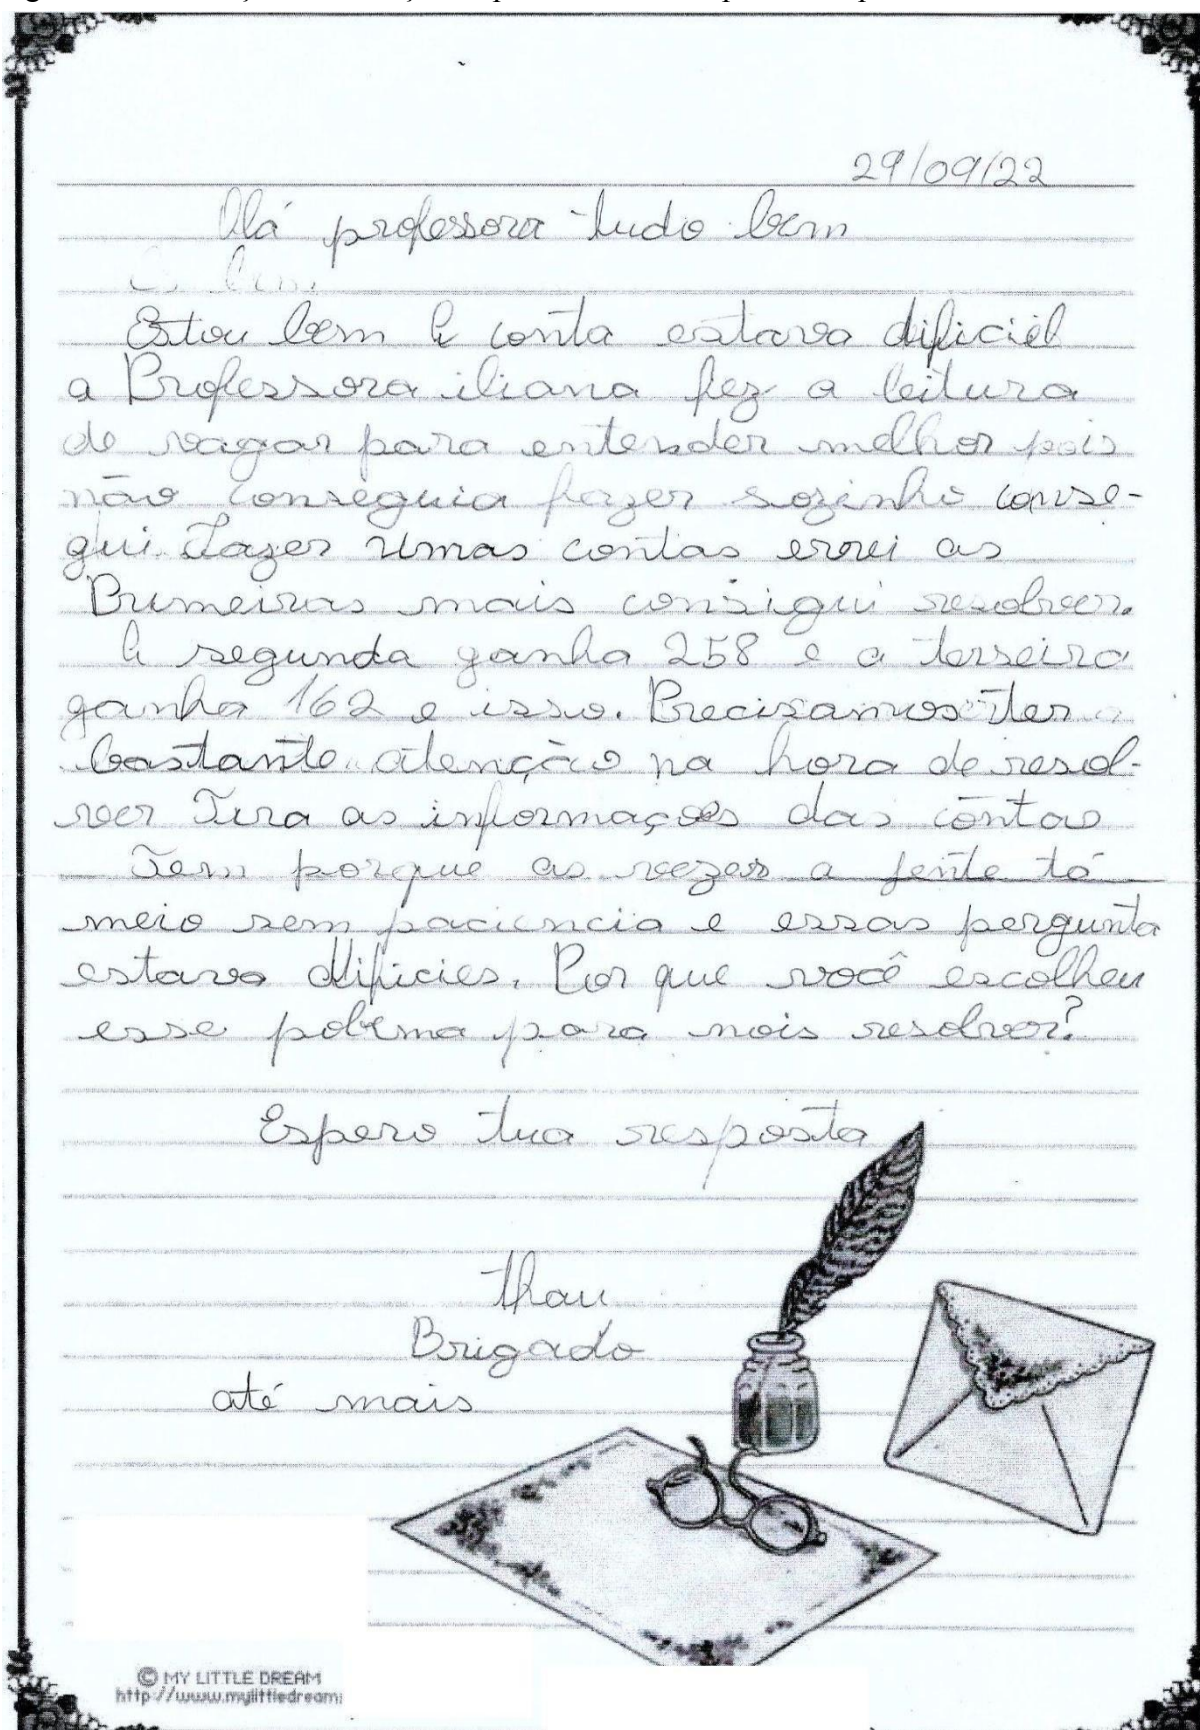 29/09/22
Olá professora tudo bem
Estou bem A conta estava dificiel
a Professora iliana fez a leitura
de vagar para entender melhor pois
não conseguia fazer sozinho conse-
gui. Fazer umas contas errei as
Primeiras mais consigui resolver.
A segunda ganha 258 e a terseira
ganha 162 e isso. Precizamos ter
bastante atenção na hora de resol-
ver Tira as informações das contas
Tem porque as vezes a jente tá
meio sem paciencia e essas pergunta
estava dificies. Por que você escolheu
esse poblema para nois resolver?
Espero tua resposta
thau
Brigado
até mais
© MY LITTLE DREAM
http://www.mylittledream